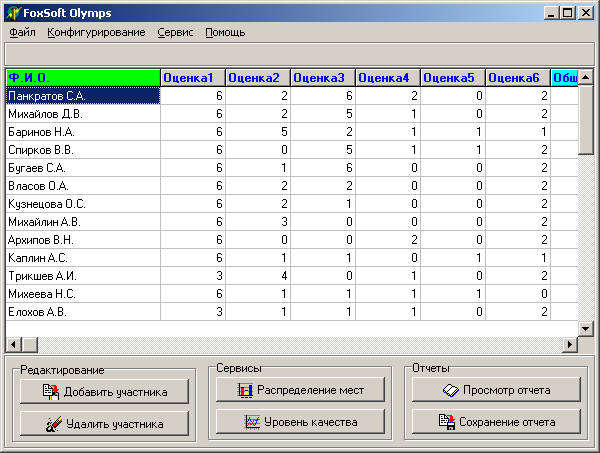 FoxSoft Olymps
Файл Конфигурирование Сервис Помощь
Ф.И.О. Оценка1 Оценка2 Оценка3 Оценка4 Оценка5 Оценка6 Общ
Панкратов С.А. 6 2 6 2 0 2
Михайлов Д.В. 6 2 5 1 0 2
Баринов Н.А. 6 5 2 1 1 1
Спирков В.В. 6 0 5 1 1 2
Бугаев С.А. 6 1 6 0 0 2
Власов О.А. 6 2 2 0 0 2
Кузнецова О.С. 6 2 1 0 0 2
Михайлин А.В. 6 3 0 0 0 2
Архипов В.Н. 6 0 0 2 0 2
Каплин А.С. 6 1 1 0 1 1
Трикшев А.И. 3 4 0 1 0 2
Михеева Н.С. 6 1 1 1 1 0
Елохов А.В. 3 1 1 1 0 2
Редактирование Сервисы Отчеты
Добавить участника Распределение мест Просмотр отчета
Удалить участника Уровень качества Сохранение отчета